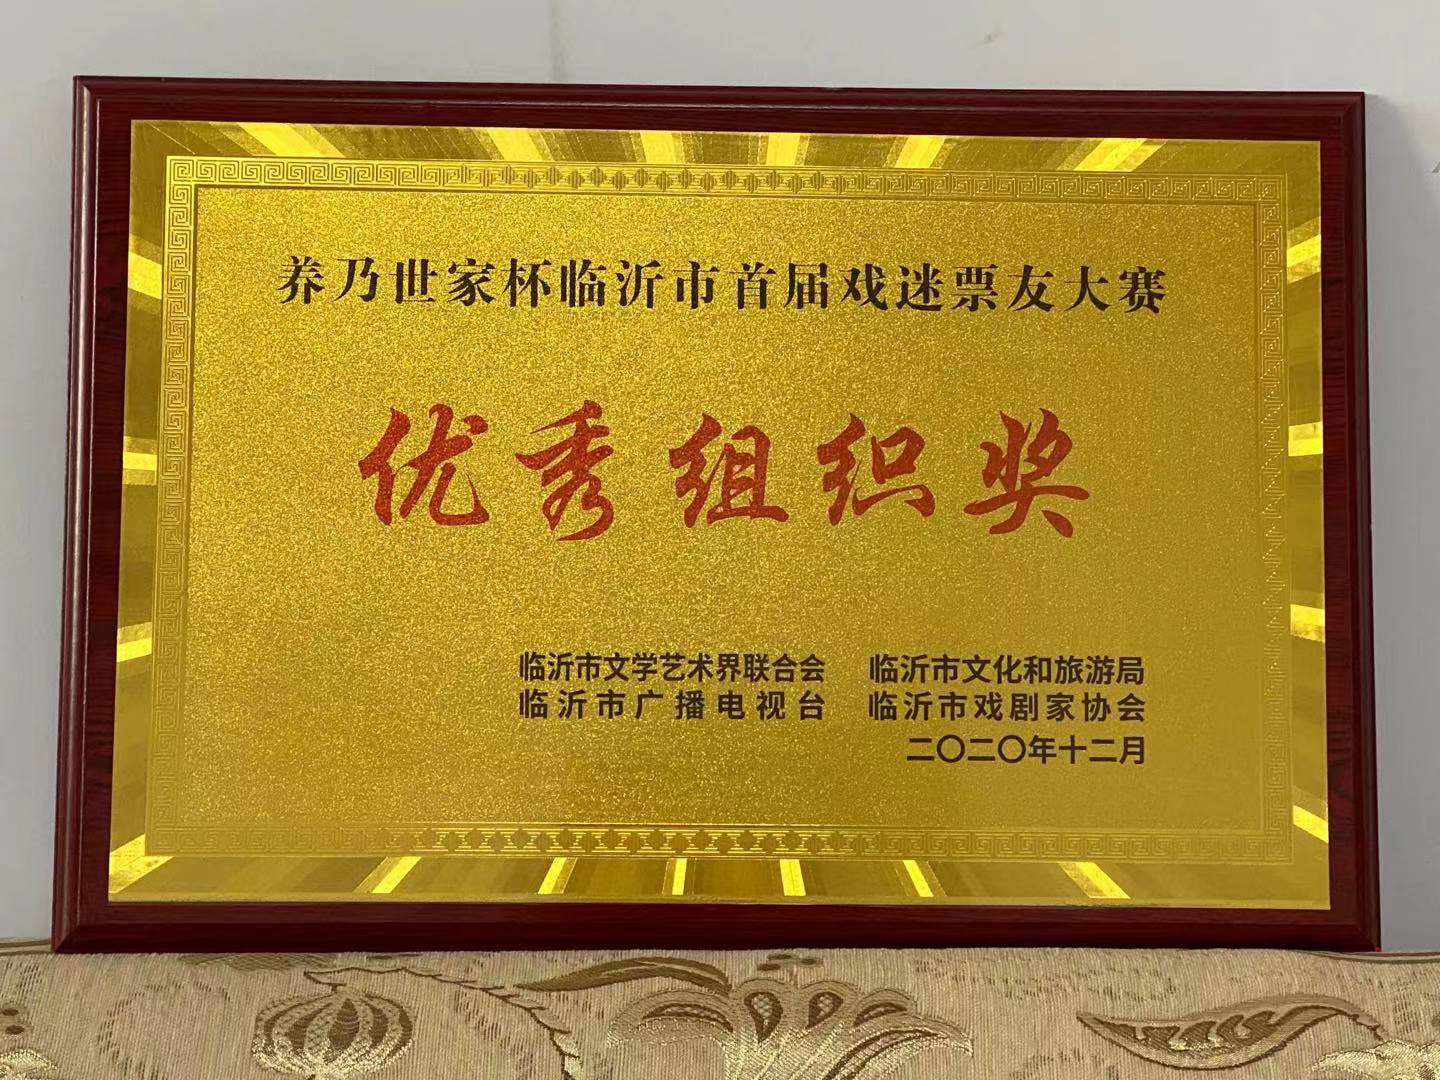 养乃世家杯临沂市首届戏迷票友大赛
优秀组织奖
临沂市文学艺术界联合会 临沂市文化和旅游局
临沂市广播电视台 临沂市戏剧家协会
二〇二〇年十二月